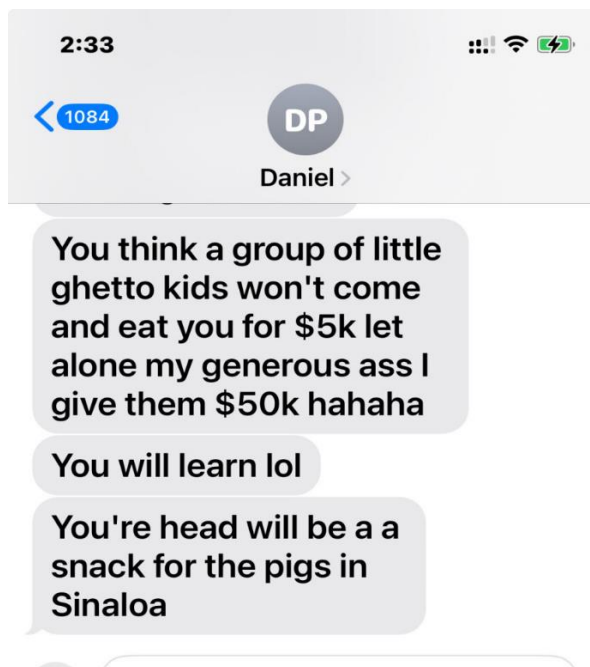 2:33
1084
DP
Daniel
You think a group of little
ghetto kids won't come
and eat you for $5k let
alone my generous ass I
give them $50k hahaha
You will learn lol
You're head will be a a
snack for the pigs in
Sinaloa